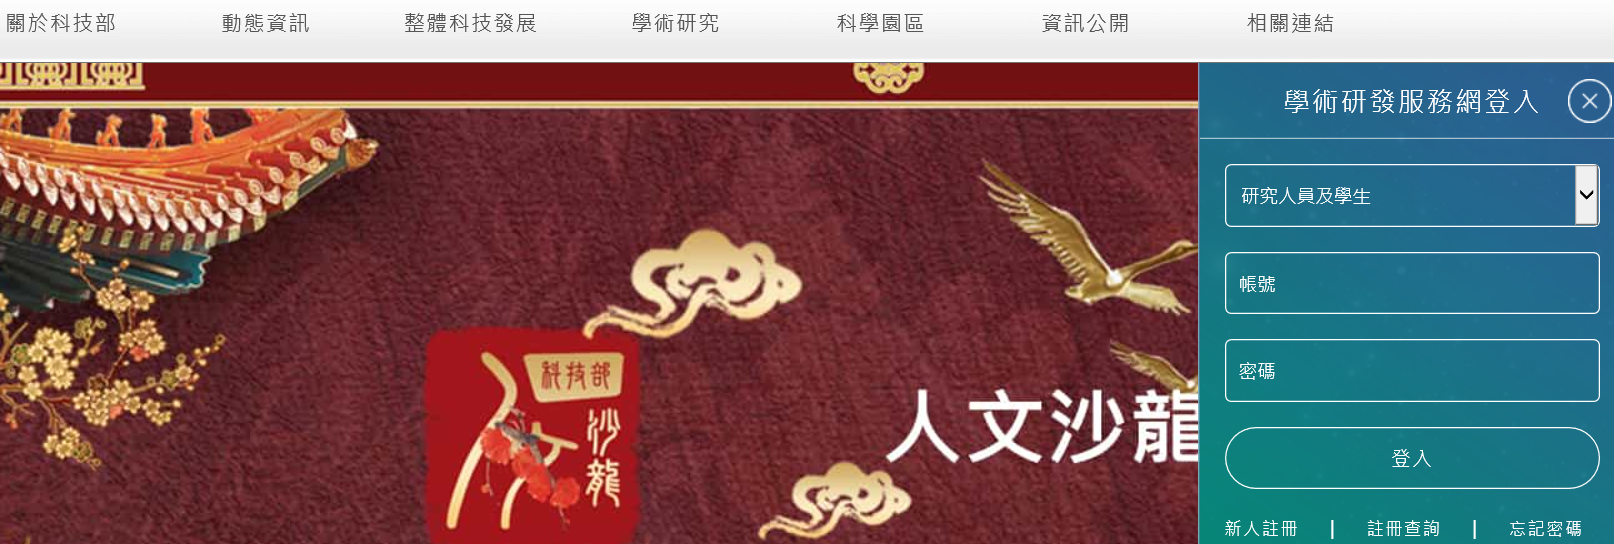 關於科技部 動態資訊 整體科技發展 學術研究 科學園區 資訊公開 相關連結
學術研發服務網登入
研究人員及學生
帳號
密碼
登入
新人註冊 | 註冊查詢 | 忘記密碼
科技部
人文
沙龍
人文沙龍